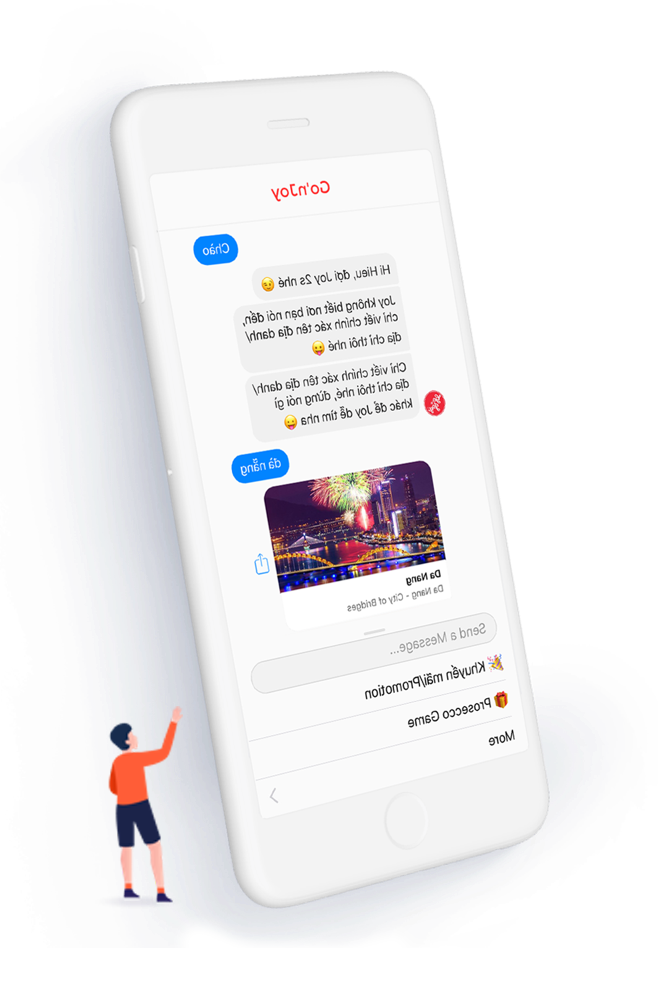 Go'nJoy
Chào
Hi Hieu, đợi Joy 2s nhé 😉
Joy không biết nơi bạn nói đến,
chỉ viết chính xác tên địa danh/
địa chỉ thôi nhé 😛
Chỉ viết chính xác tên địa danh/
địa chỉ thôi nhé, đừng nói gì
khác để Joy dễ tìm nha 😛
đà nẵng
Da Nang
Da Nang - City of Bridges
Send a Message...
🎉 Khuyến mãi/Promotion
🎁 Prosecco Game
More